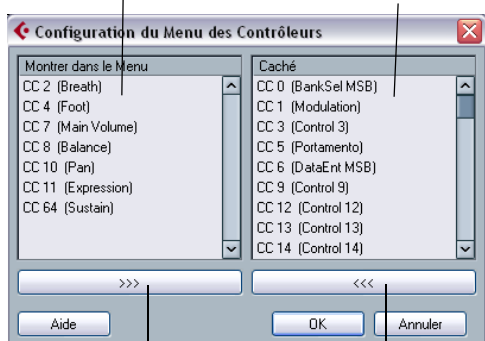 Configuration du Menu des Contrôleurs
Montrer dans le Menu
CC 2 (Breath)
CC 4 (Foot)
CC 7 (Main Volume)
CC 8 (Balance)
CC 10 (Pan)
CC 11 (Expression)
CC 64 (Sustain)
>>>
Caché
CC 0 (BankSel MSB)
CC 1 (Modulation)
CC 3 (Control 3)
CC 5 (Portamento)
CC 6 (DataEnt MSB)
CC 9 (Control 9)
CC 12 (Control 12)
CC 13 (Control 13)
CC 14 (Control 14)
<<<
Aide
OK
Annuler